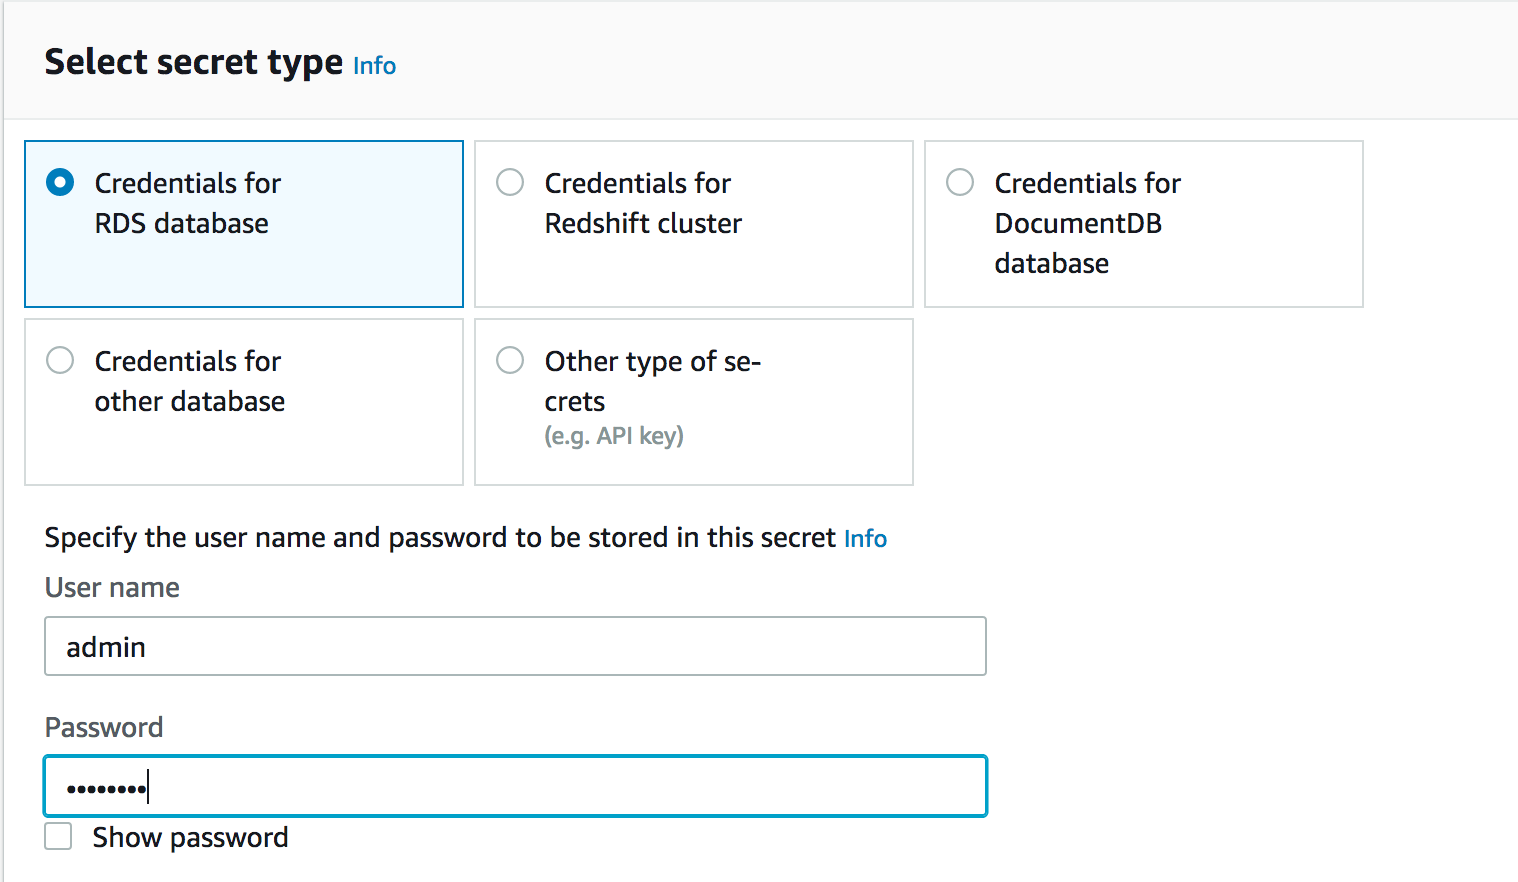 Select secret type Info
Credentials for
RDS database
Credentials for
Redshift cluster
Credentials for
DocumentDB
database
Credentials for
other database
Other type of se-
crets
(e.g. API key)
Specify the user name and password to be stored in this secret Info
User name
admin
Password
••••••••
Show password